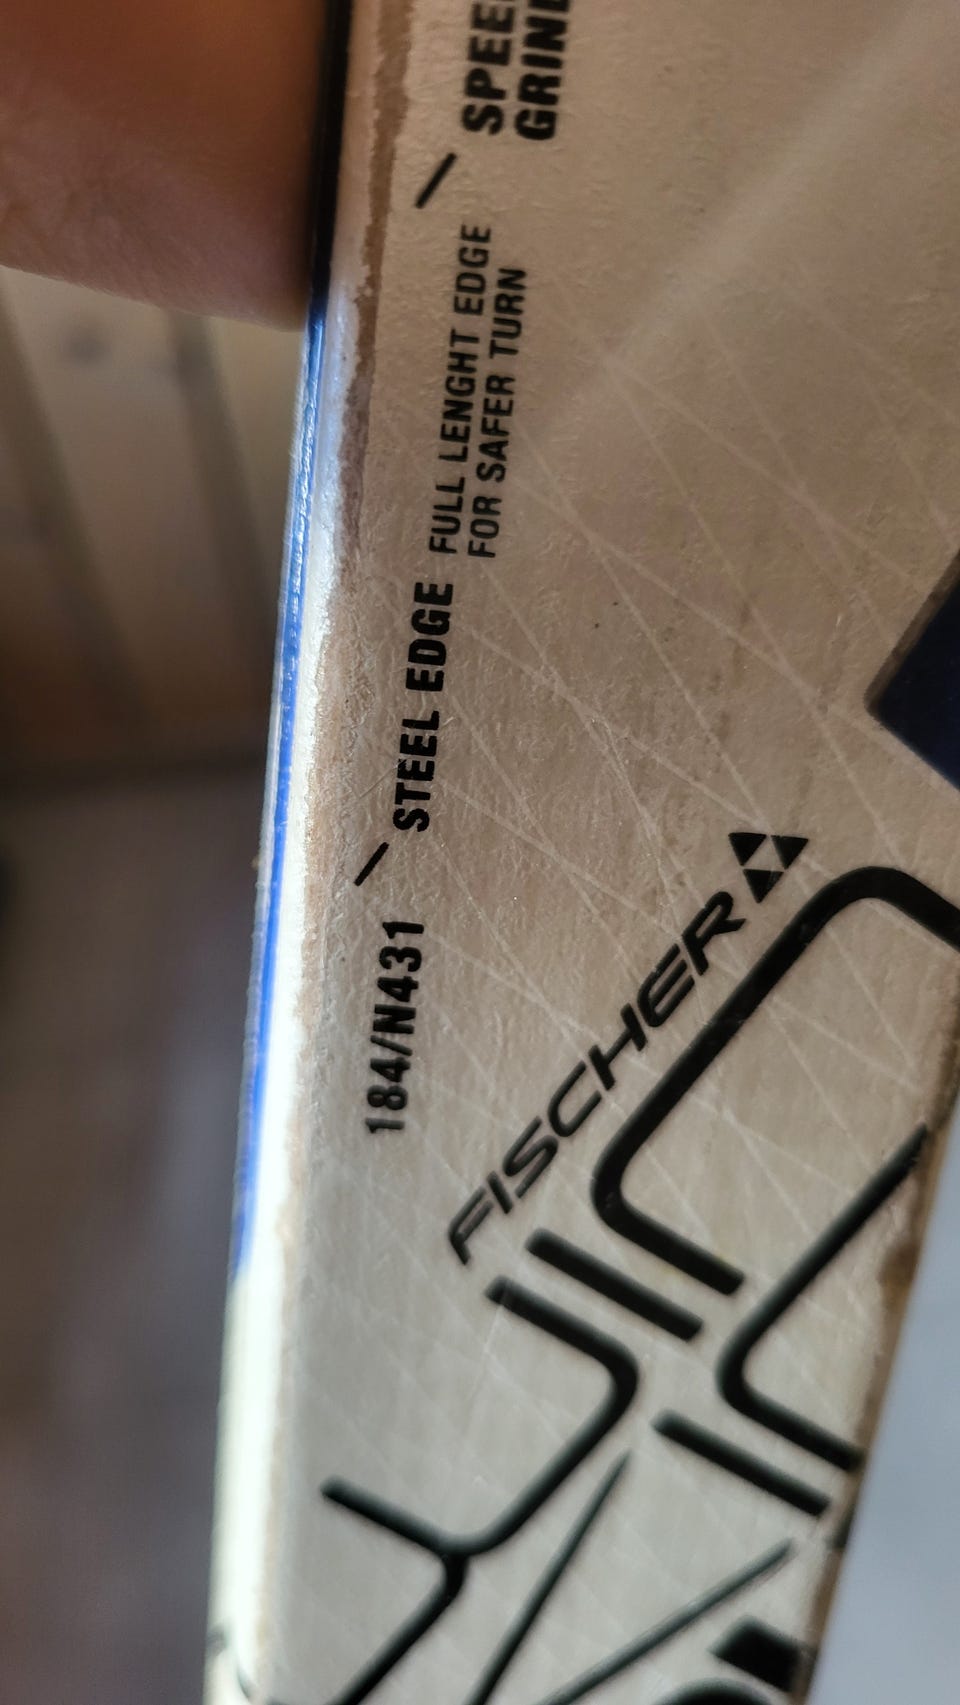 184/N431
STEEL EDGE
FULL LENGHT EDGE
FOR SAFER TURN
FISCHER